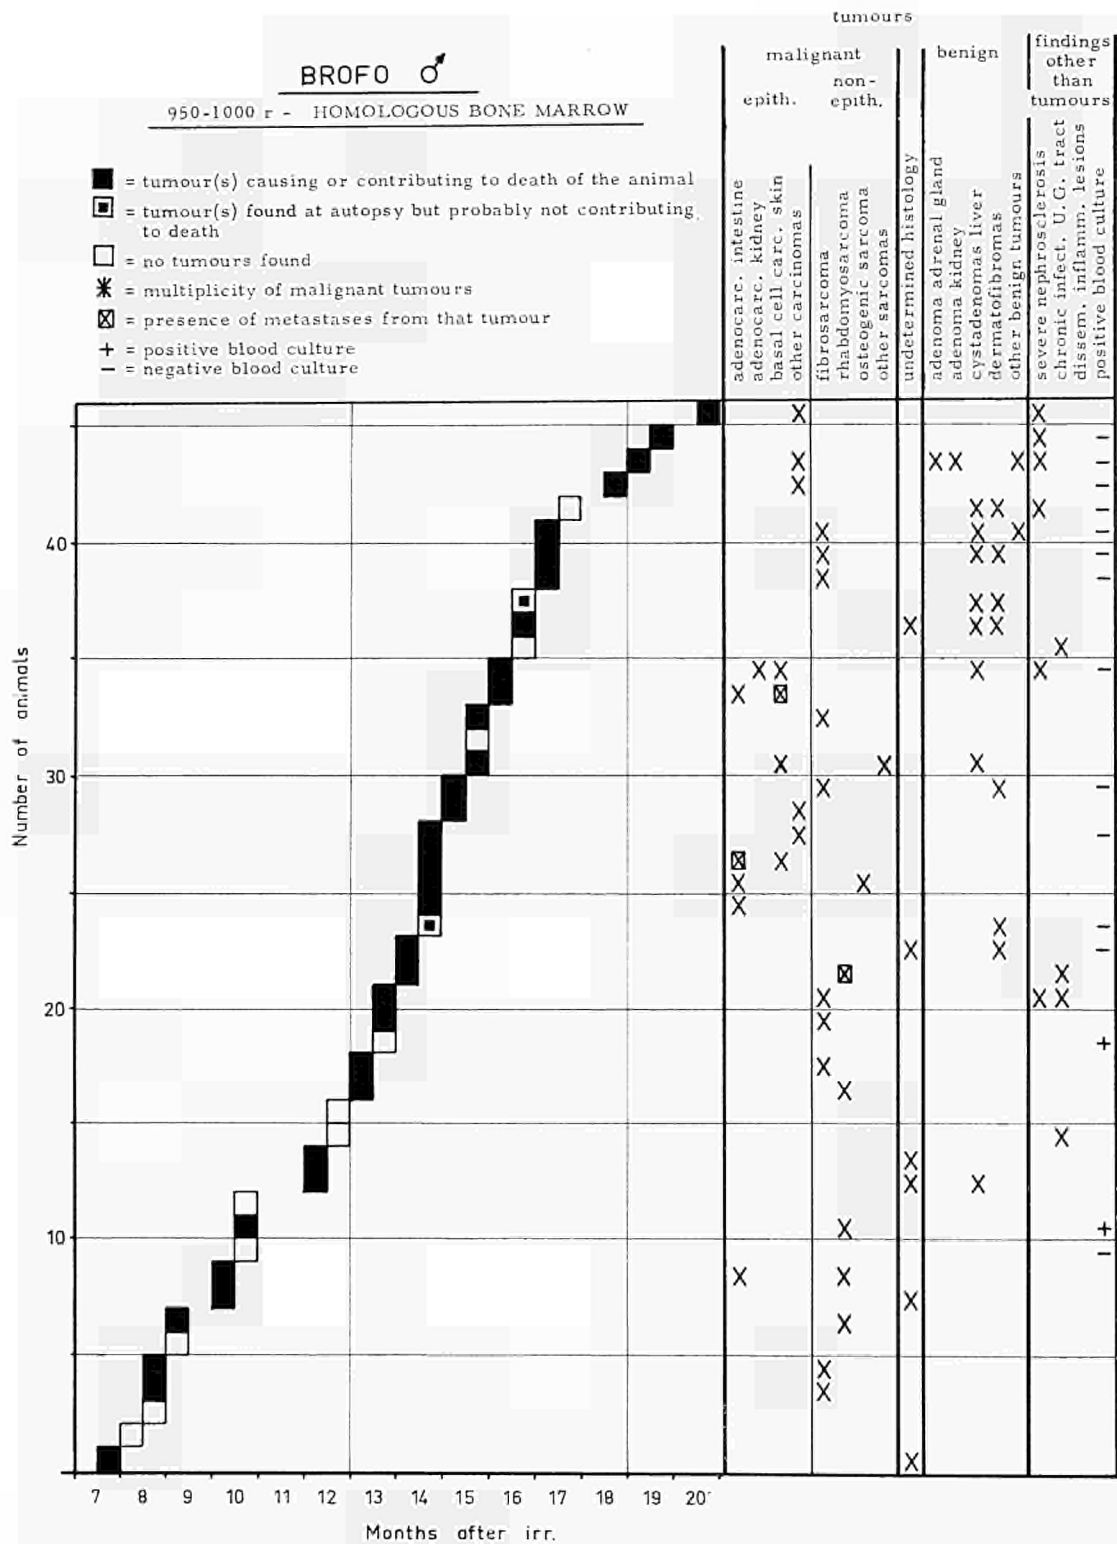 BROFO ♂
950-1000 r - HOMOLOGOUS BONE MARROW
= tumour(s) causing or contributing to death of the animal
= tumour(s) found at autopsy but probably not contributing
to death
= no tumours found
= multiplicity of malignant tumours
= presence of metastases from that tumour
+ = positive blood culture
− = negative blood culture
tumours
malignant
benign
findings
other
than
tumours
epith.
non-
epith.
adenocarc. intestine
adenocarc. kidney
basal cell carc. skin
other carcinomas
fibrosarcoma
rhabdomyosarcoma
osteogenic sarcoma
other sarcomas
undetermined histology
adenoma adrenal gland
adenoma kidney
cystadenomas liver
dermatofibromas
other benign tumours
severe nephrosclerosis
chronic infect. U.G. tract
dissem. inflamm. lesions
positive blood culture
Number of animals
40
30
20
10
7 8 9 10 11 12 13 14 15 16 17 18 19 20
Months after irr.